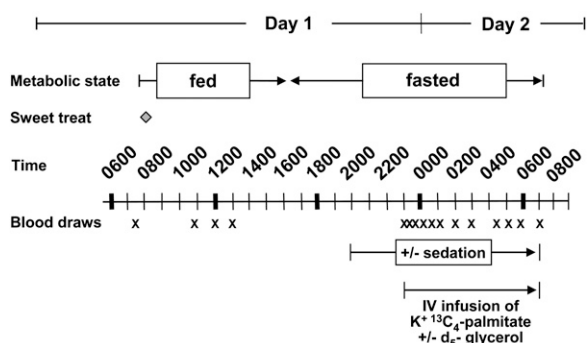 Day 1 Day 2
Metabolic state fed fasted
Sweet treat
Time 0600 0800 1000 1200 1400 1600 1800 2000 2200 0000 0200 0400 0600 0800
Blood draws x x x x x x x x x x x x x x x x x
+/- sedation
IV infusion of
K⁺ ¹³C₄-palmitate
+/- d₅- glycerol